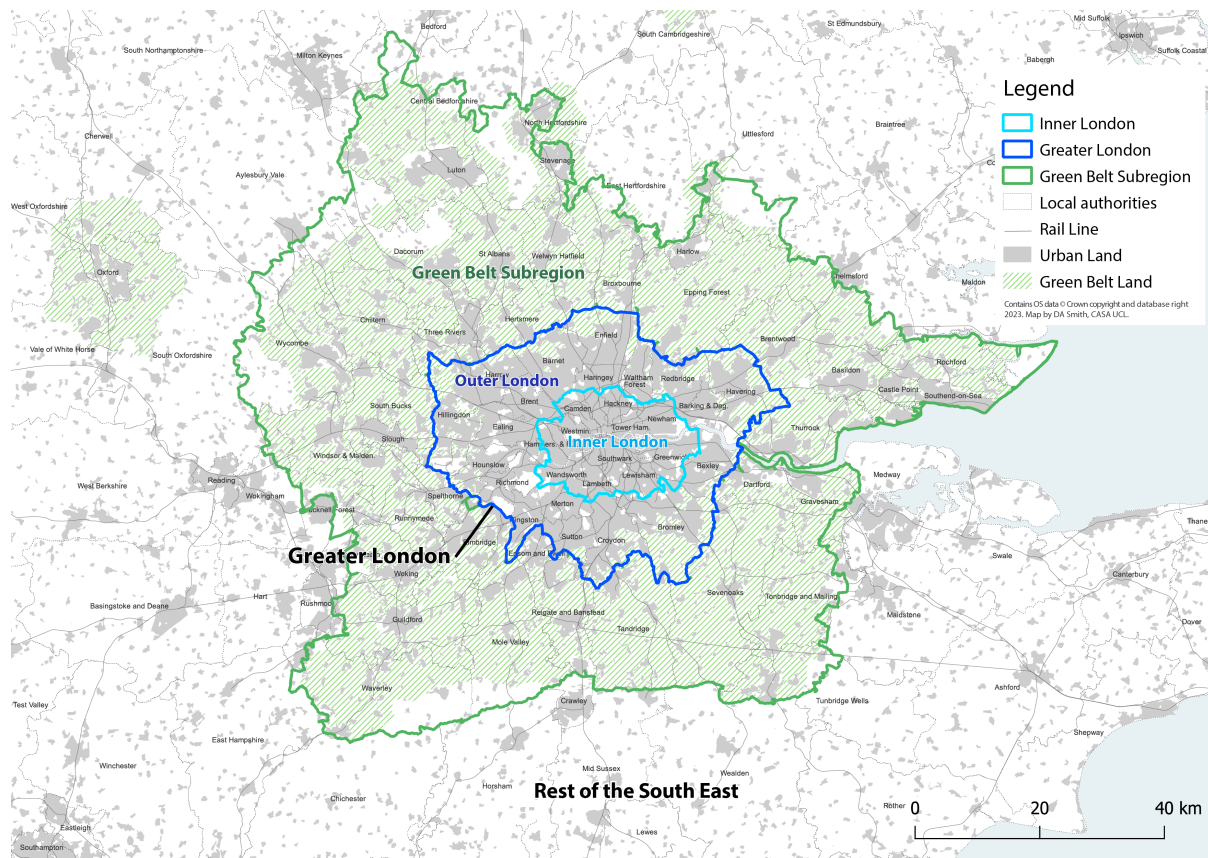 Bedford
South Cambridgeshire
St Edmundsbury
Mid Suffolk
Ipswich
Suffolk Coastal
Babergh
South Northamptonshire
Milton Keynes
Central Bedfordshire
North Hertfordshire
Uttlesford
Braintree
Cherwell
Stevenage
Luton
Aylesbury Vale
East Hertfordshire
West Oxfordshire
Oxford
Dacorum
St Albans
Welwyn Hatfield
Harlow
Green Belt Subregion
Broxbourne
Epping Forest
Chelmsford
Maldon
Legend
Inner London
Greater London
Green Belt Subregion
Local authorities
Rail Line
Urban Land
Green Belt Land
Contains OS data © Crown copyright and database right
2023. Map by DA Smith, CASA UCL.
Chiltern
Three Rivers
Hertsmere
Enfield
Wycombe
Brentwood
Vale of White Horse
South Oxfordshire
Barnet
Rochford
Basildon
Castle Point
Southend-on-Sea
Harrow
Outer London
Haringey
Waltham
Forest
Redbridge
Havering
Brent
Camden
Hackney
Barking & Dag.
South Bucks
Hillingdon
Newham
Thurrock
Ealing
Westmin.
Tower Ham.
Slough
Inner London
Windsor & Maidenhead
Hounslow
Southwark
Greenwich
Bexley
Reading
Medway
West Berkshire
Wokingham
Richmond
Wandsworth
Lambeth
Lewisham
Dartford
Gravesham
Spelthorne
Merton
Runnymede
Kingston
Bromley
Thanet
Sutton
Croydon
Greater London
Epsom and Ewell
Swale
Canterbury
Woking
Hart
Rushmoor
Basingstoke and Deane
Guildford
Reigate and Banstead
Sevenoaks
Tonbridge and Malling
Maidstone
Dover
Tandridge
Mole Valley
Waverley
Ashford
Test Valley
Crawley
Tunbridge Wells
Shepway
East Hampshire
Winchester
Mid Sussex
Wealden
Horsham
Rest of the South East
Chichester
Rother
0 20 40 km
Eastleigh
Lewes
Southampton